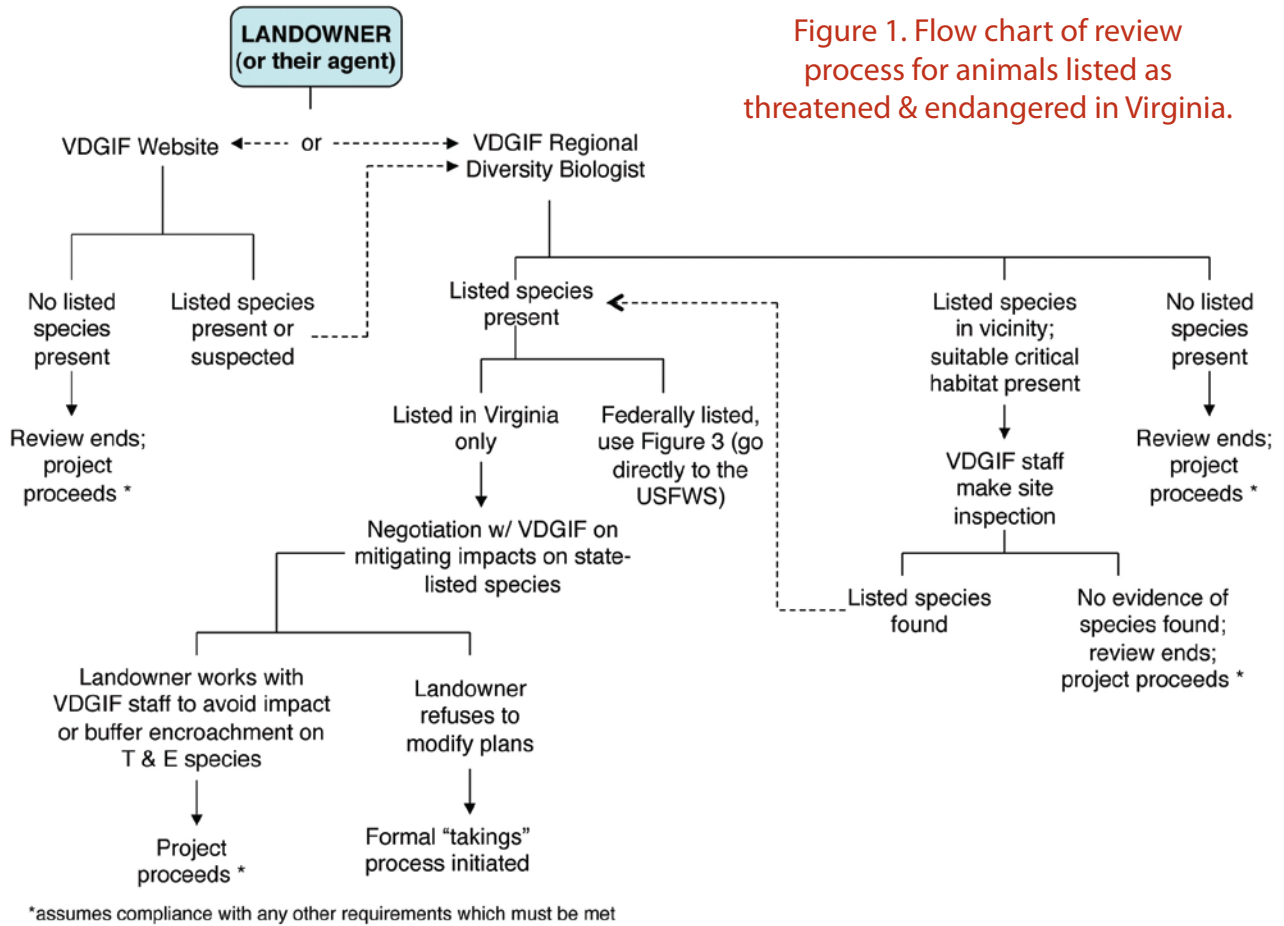 LANDOWNER
(or their agent)
Figure 1. Flow chart of review
process for animals listed as
threatened & endangered in Virginia.
VDGIF Website
or
VDGIF Regional
Diversity Biologist
No listed
species
present
Listed species
present or
suspected
Listed species
present
Listed species
in vicinity;
suitable critical
habitat present
No listed
species
present
Review ends;
project
proceeds *
Listed in Virginia
only
Federally listed,
use Figure 3 (go
directly to the
USFWS)
VDGIF staff
make site
inspection
Review ends;
project
proceeds *
Negotiation w/ VDGIF on
mitigating impacts on state-
listed species
Listed species
found
No evidence of
species found;
review ends;
project proceeds *
Landowner works with
VDGIF staff to avoid impact
or buffer encroachment on
T & E species
Landowner
refuses to
modify plans
Project
proceeds *
Formal “takings”
process initiated
*assumes compliance with any other requirements which must be met